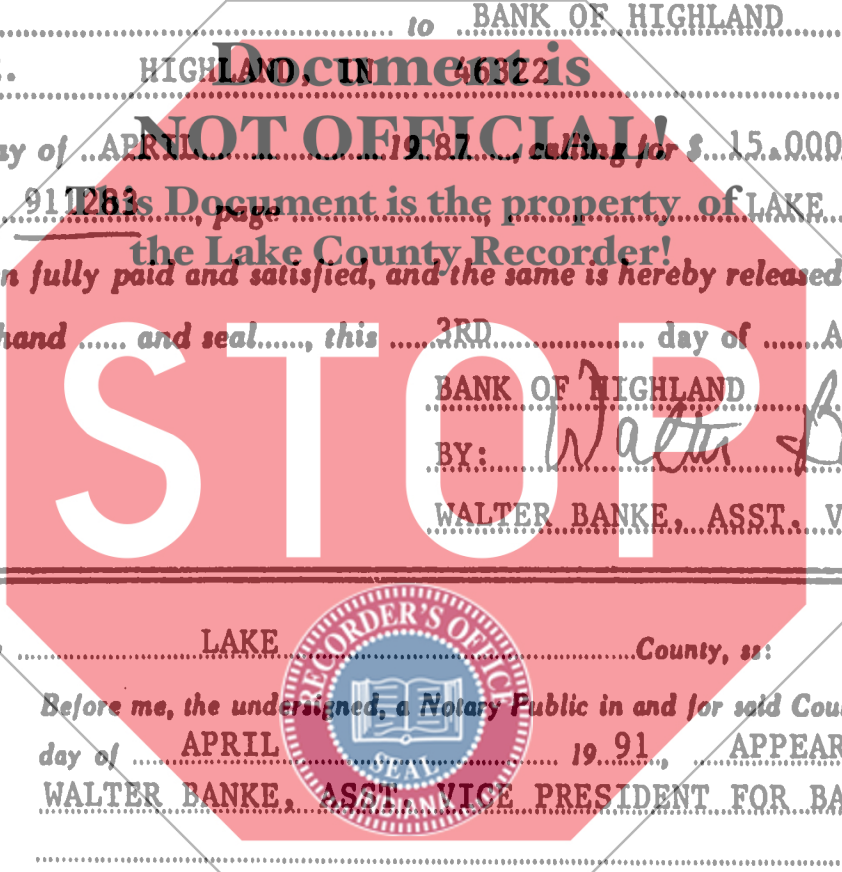 to BANK OF HIGHLAND
HIGHLAND, IN 46322
Document is
ay of APRIL 19 87, calling for $ 15,000
NOT OFFICIAL!
page LAKE
This Document is the property of
the Lake County Recorder!
n fully paid and satisfied, and the same is hereby released
hand and seal, this 3RD day of A
STOP
BANK OF HIGHLAND
BY: Walter B
WALTER BANKE, ASST. V
LAKE County, ss:
RECORDER'S OFFICE
SEAL
Before me, the undersigned, a Notary Public in and for said Cou
day of APRIL 19 91, APPEAR
WALTER BANKE, ASST. VICE PRESIDENT FOR BA